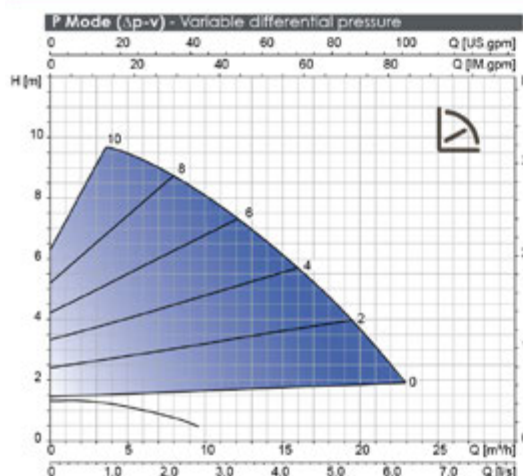 P Mode (Δp-v) - Variable differential pressure
0 20 40 60 80 100 Q [US.gpm]
0 20 40 60 80 Q [IM.gpm]
H [m]
10
10
8
8
6
6
4
4
2
2
0
0
0 5 10 15 20 25 Q [m³/h]
0 1,0 2,0 3,0 4,0 5,0 6,0 7,0 Q [l/s]